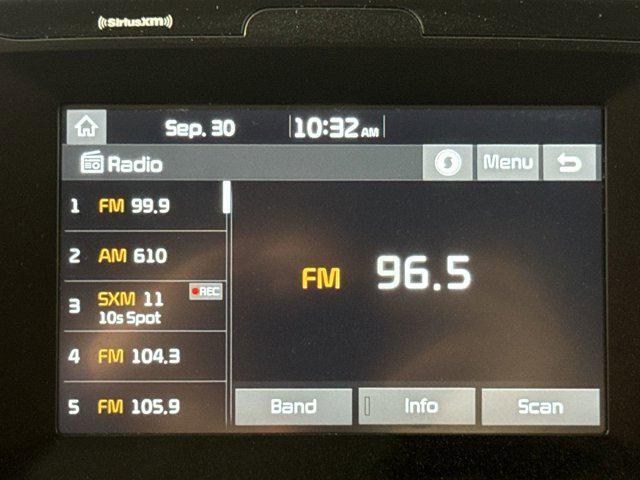 ((SiriusXM))
Sep. 30 10:32 AM
Radio Menu
1 FM 99.9
2 AM 610
3 SXM 11 REC
10s Spot
4 FM 104.3
5 FM 105.9
FM 96.5
Band Info Scan